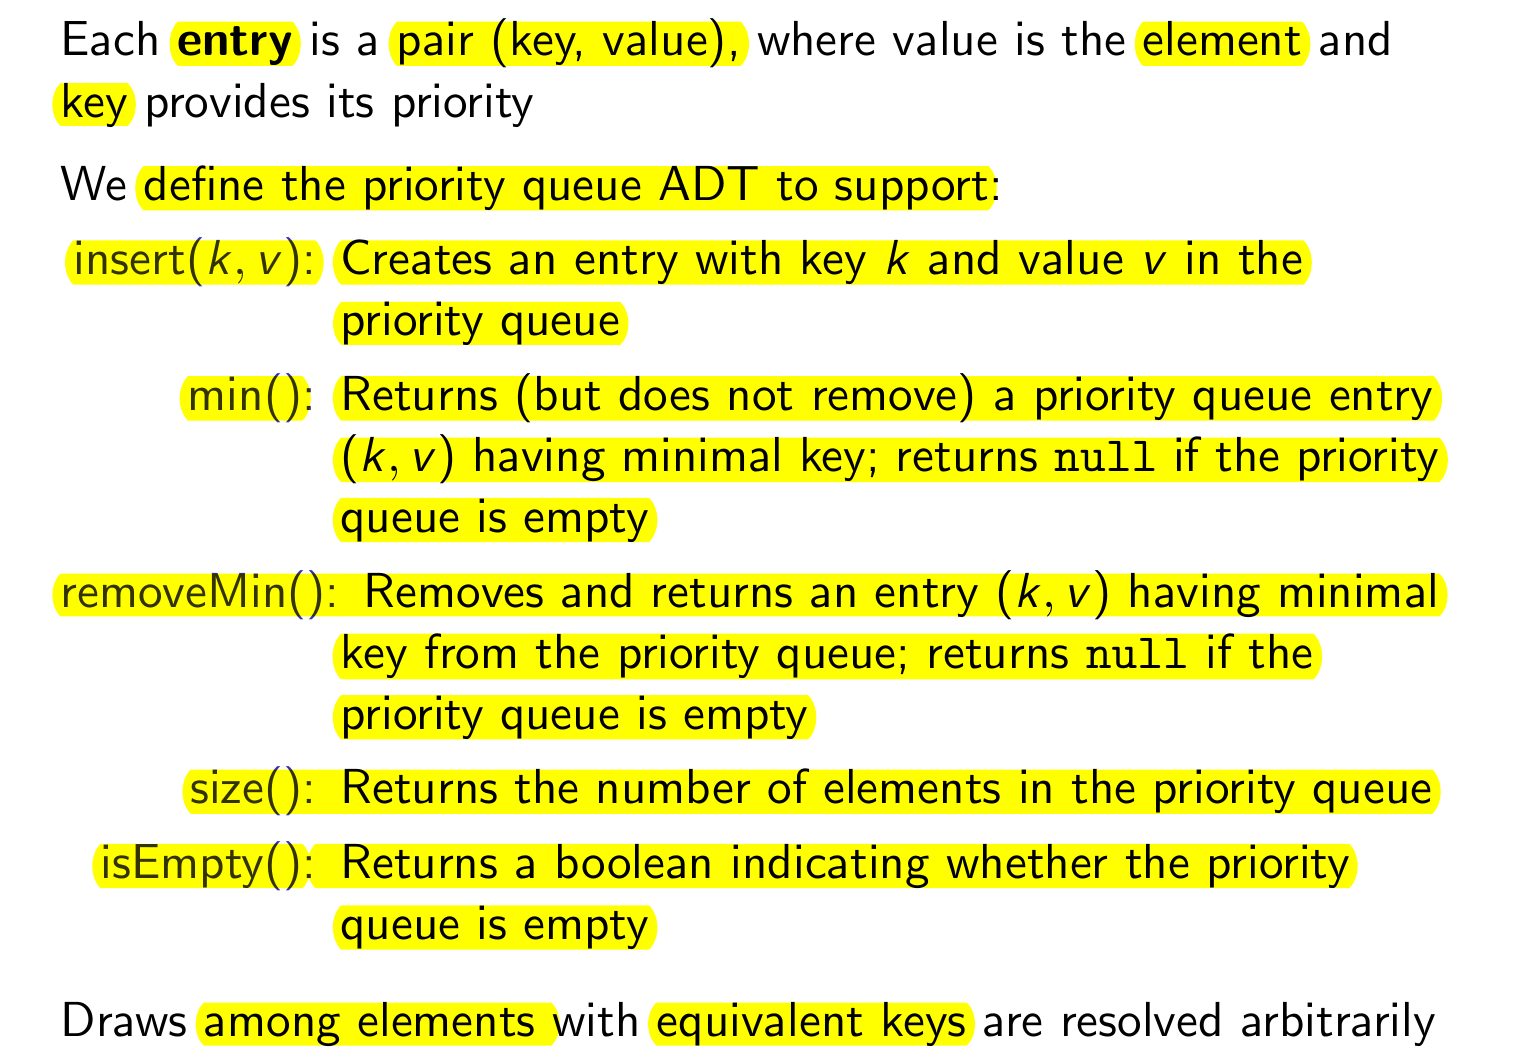 Each entry is a pair (key, value), where value is the element and
key provides its priority
We define the priority queue ADT to support:
insert(k, v): Creates an entry with key k and value v in the
priority queue
min(): Returns (but does not remove) a priority queue entry
(k, v) having minimal key; returns null if the priority
queue is empty
removeMin(): Removes and returns an entry (k, v) having minimal
key from the priority queue; returns null if the
priority queue is empty
size(): Returns the number of elements in the priority queue
isEmpty(): Returns a boolean indicating whether the priority
queue is empty
Draws among elements with equivalent keys are resolved arbitrarily